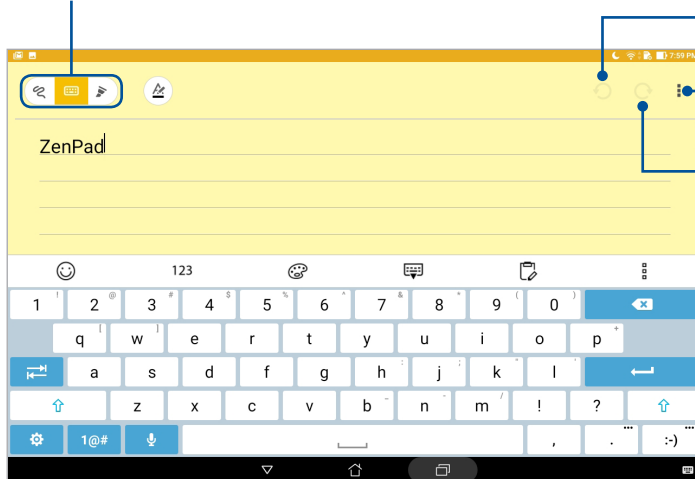 7:59 PM
ZenPad
123
! @ # $ % ^ & * ( )
1 2 3 4 5 6 7 8 9 0
[ ] +
q w e r t y u i o p
: ; " '
a s d f g h j k l
/
z x c v b n m ! ?
1@# , . :-)